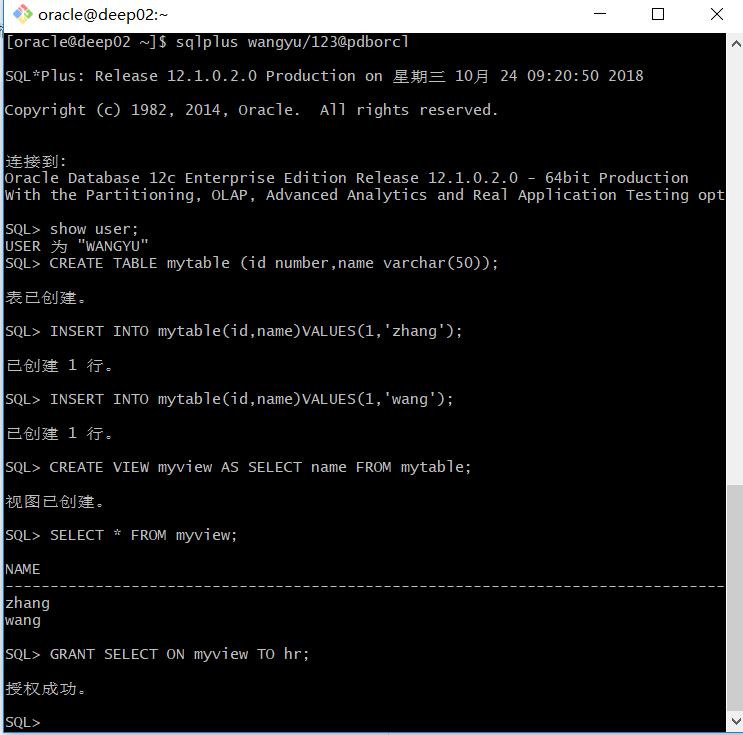 oracle@deep02:~
[oracle@deep02 ~]$ sqlplus wangyu/123@pdborcl
SQL*Plus: Release 12.1.0.2.0 Production on 星期三 10月 24 09:20:50 2018
Copyright (c) 1982, 2014, Oracle.  All rights reserved.
连接到:
Oracle Database 12c Enterprise Edition Release 12.1.0.2.0 - 64bit Production
With the Partitioning, OLAP, Advanced Analytics and Real Application Testing opt
SQL> show user;
USER 为 "WANGYU"
SQL> CREATE TABLE mytable (id number,name varchar(50));
表已创建。
SQL> INSERT INTO mytable(id,name)VALUES(1,'zhang');
已创建 1 行。
SQL> INSERT INTO mytable(id,name)VALUES(1,'wang');
已创建 1 行。
SQL> CREATE VIEW myview AS SELECT name FROM mytable;
视图已创建。
SQL> SELECT * FROM myview;
NAME
--------------------------------------------------------------------------------
zhang
wang
SQL> GRANT SELECT ON myview TO hr;
授权成功。
SQL>